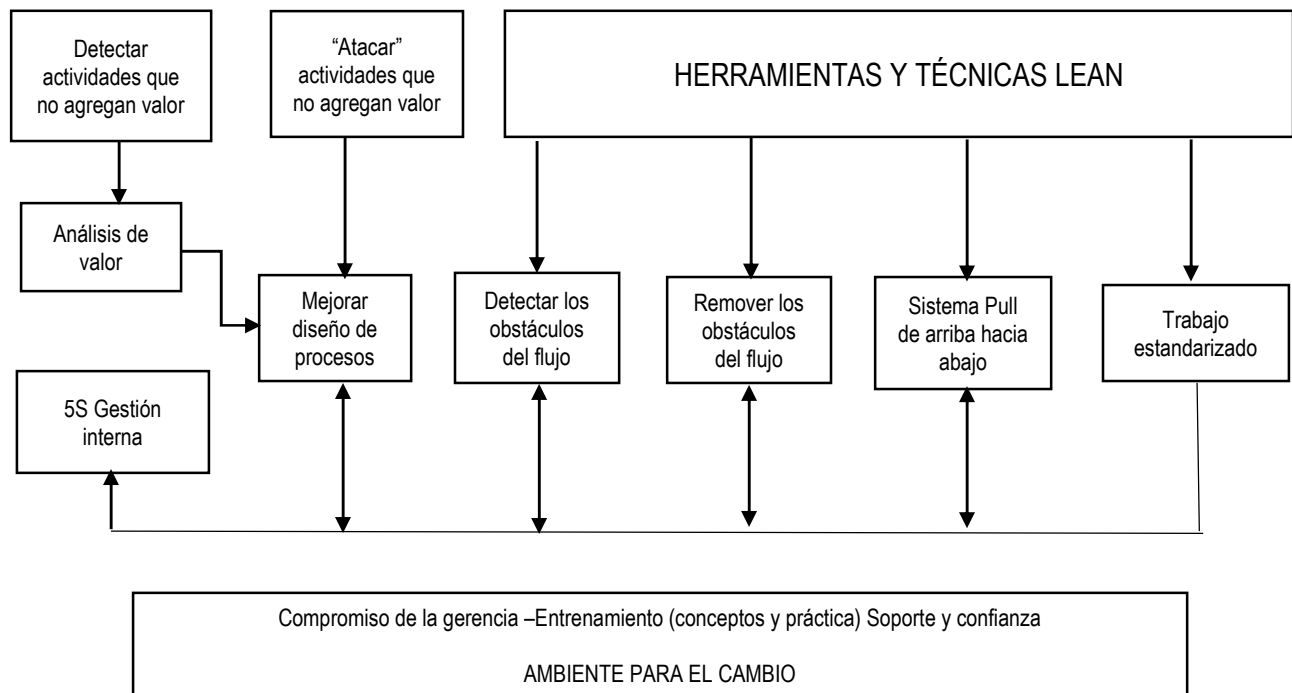 Detectar
actividades que
no agregan valor
“Atacar”
actividades que
no agregan valor
HERRAMIENTAS Y TÉCNICAS LEAN
Análisis de
valor
Mejorar
diseño de
procesos
Detectar los
obstáculos
del flujo
Remover los
obstáculos
del flujo
Sistema Pull
de arriba hacia
abajo
Trabajo
estandarizado
5S Gestión
interna
Compromiso de la gerencia –Entrenamiento (conceptos y práctica) Soporte y confianza
AMBIENTE PARA EL CAMBIO